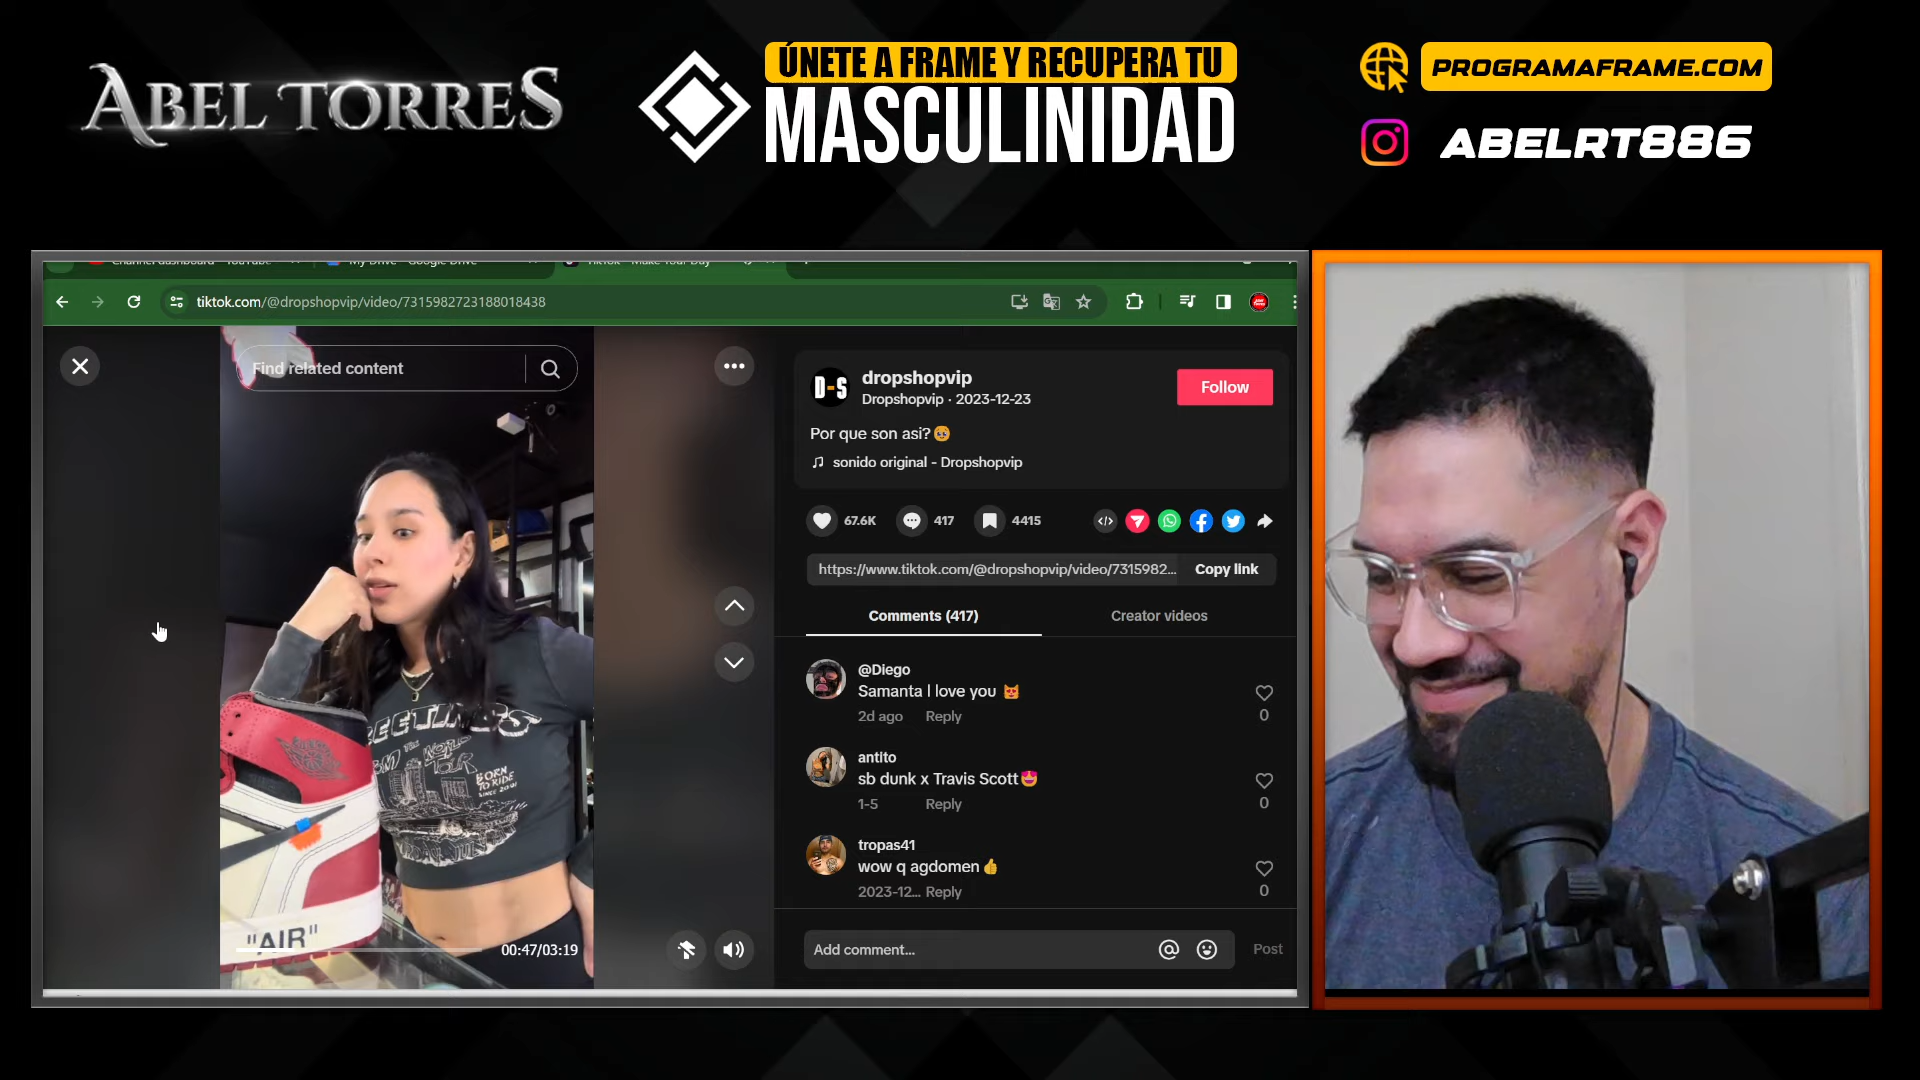 ABEL TORRES
ÚNETE A FRAME Y RECUPERA TU
MASCULINIDAD
PROGRAMAFRAME.COM
ABELRT886
tiktok.com/@dropshopvip/video/7315982723188018438
Find related content
dropshopvip
Dropshopvip · 2023-12-23
Follow
Por que son asi?
sonido original - Dropshopvip
67.6K
417
4415
https://www.tiktok.com/@dropshopvip/video/7315982...
Copy link
Comments (417)
Creator videos
@Diego
Samanta I love you
2d ago
Reply
0
antito
sb dunk x Travis Scott
1-5
Reply
0
tropas41
wow q agdomen
2023-12...
Reply
0
Add comment...
Post
"AIR"
00:47/03:19
BORN
TO RIDE